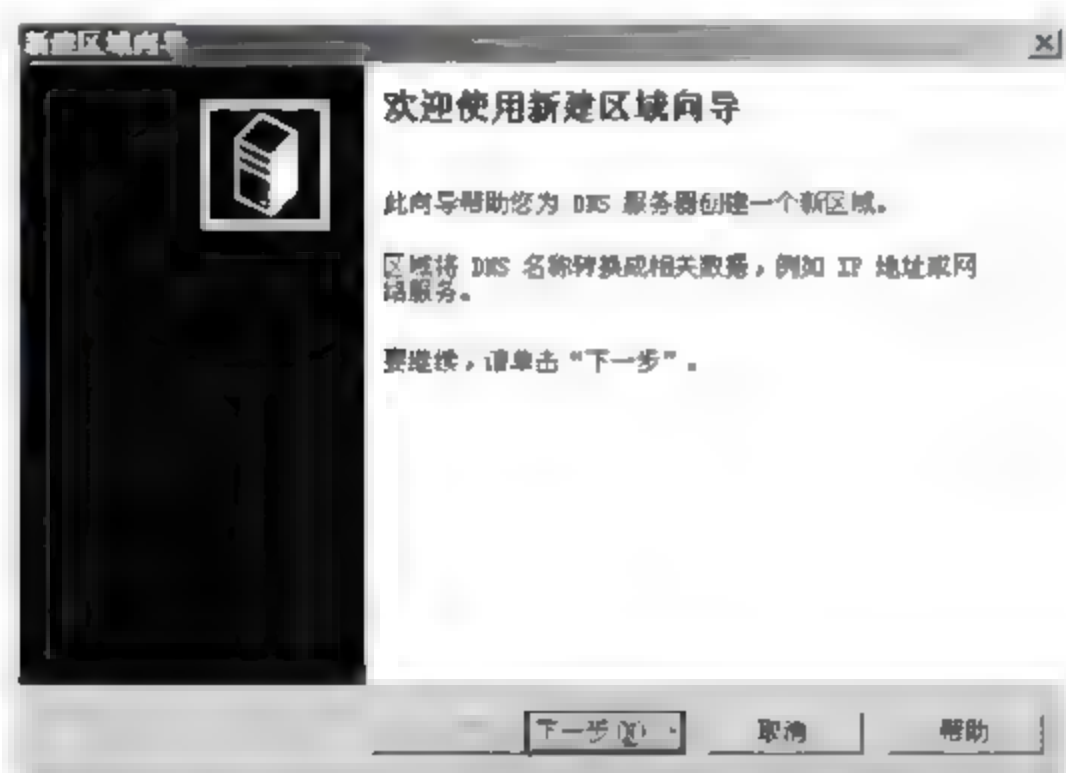 新建区域向导
欢迎使用新建区域向导
此向导帮助您为 DNS 服务器创建一个新区域。
区域将 DNS 名称转换成相关数据，例如 IP 地址或网
络服务。
要继续，请单击“下一步”。
下一步(N)
取消
帮助